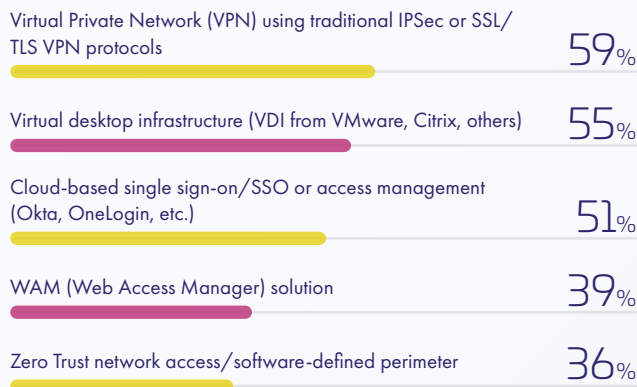 Virtual Private Network (VPN) using traditional IPSec or SSL/
TLS VPN protocols
59%
Virtual desktop infrastructure (VDI from VMware, Citrix, others)
55%
Cloud-based single sign-on/SSO or access management
(Okta, OneLogin, etc.)
51%
WAM (Web Access Manager) solution
39%
Zero Trust network access/software-defined perimeter
36%